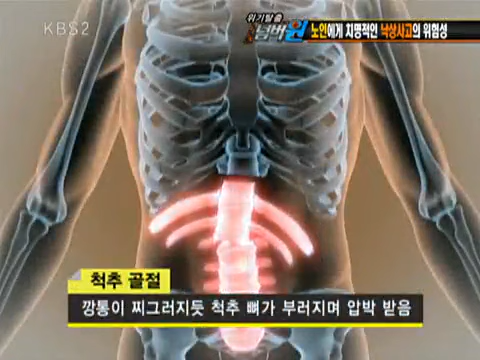 KBS2
위기탈출
넘버원
노인에게 치명적인 낙상사고의 위험성
척추 골절
깡통이 찌그러지듯 척추 뼈가 부러지며 압박 받음